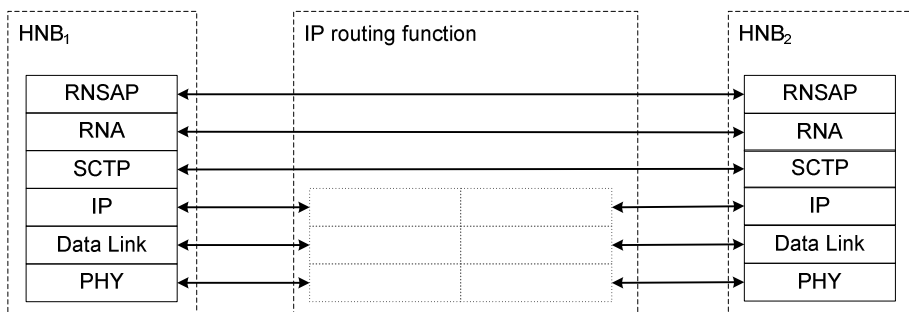 HNB₁
IP routing function
HNB₂
RNSAP
RNSAP
RNA
RNA
SCTP
SCTP
IP
IP
Data Link
Data Link
PHY
PHY